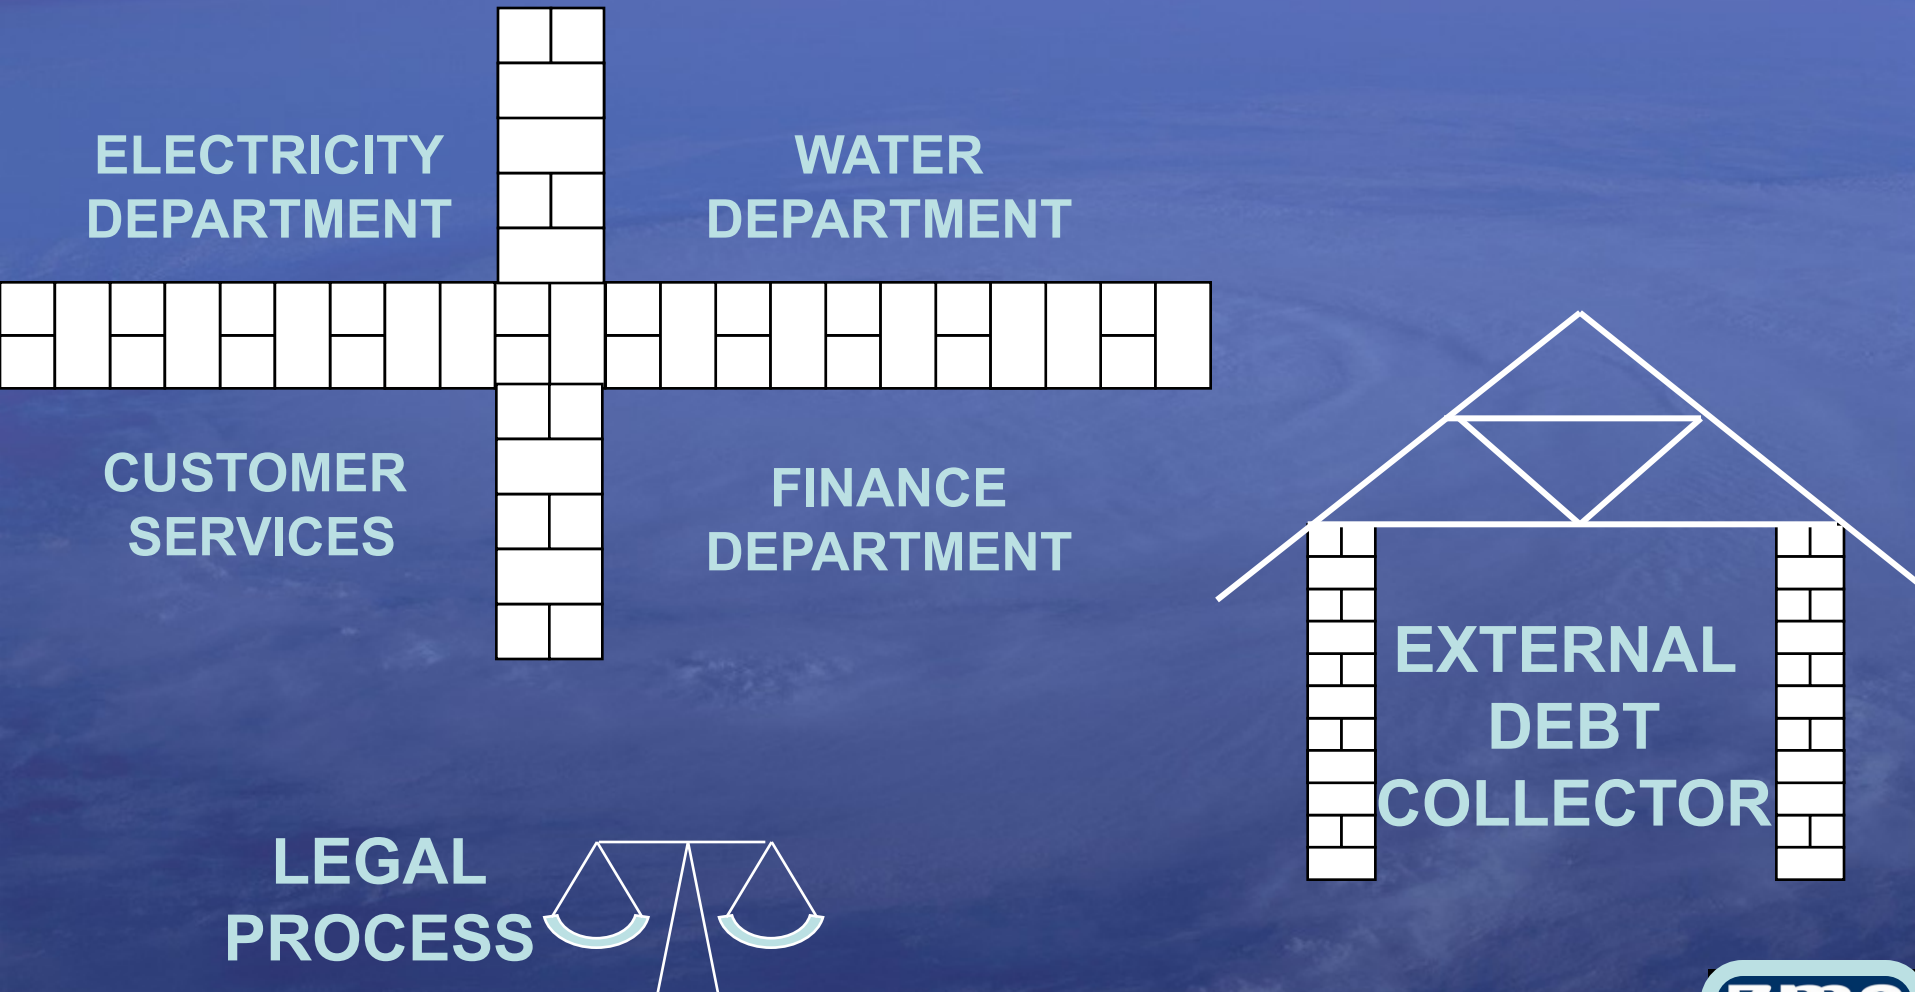 ELECTRICITY
DEPARTMENT
WATER
DEPARTMENT
CUSTOMER
SERVICES
FINANCE
DEPARTMENT
EXTERNAL
DEBT
COLLECTOR
LEGAL
PROCESS